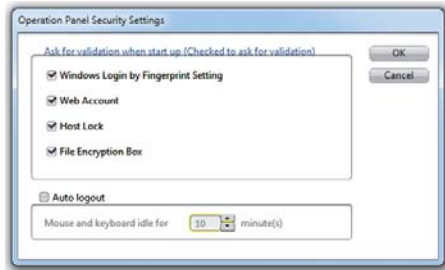 Operation Panel Security Settings
Ask for validation when start up (Checked to ask for validation)
OK
Windows Login by Fingerprint Setting
Cancel
Web Account
Host Lock
File Encryption Box
Auto logout
Mouse and keyboard idle for 10 minute(s)